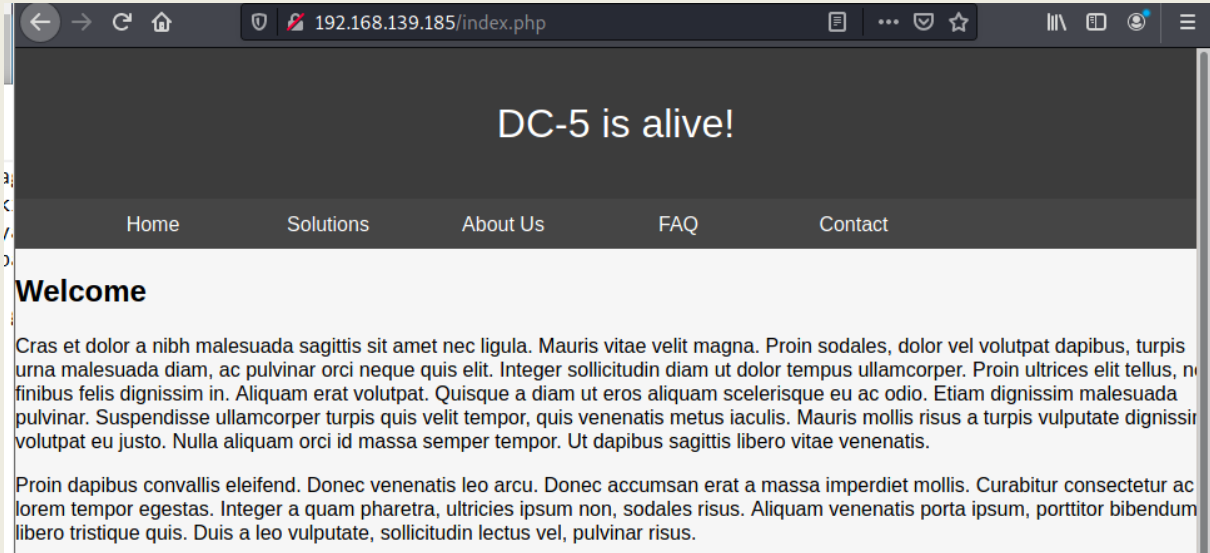 192.168.139.185/index.php
DC-5 is alive!
Home Solutions About Us FAQ Contact
Welcome
Cras et dolor a nibh malesuada sagittis sit amet nec ligula. Mauris vitae velit magna. Proin sodales, dolor vel volutpat dapibus, turpis
urna malesuada diam, ac pulvinar orci neque quis elit. Integer sollicitudin diam ut dolor tempus ullamcorper. Proin ultrices elit tellus,
finibus felis dignissim in. Aliquam erat volutpat. Quisque a diam ut eros aliquam scelerisque eu ac odio. Etiam dignissim malesuada
pulvinar. Suspendisse ullamcorper turpis quis velit tempor, quis venenatis metus iaculis. Mauris mollis risus a turpis vulputate
volutpat eu justo. Nulla aliquam orci id massa semper tempor. Ut dapibus sagittis libero vitae venenatis.
Proin dapibus convallis eleifend. Donec venenatis leo arcu. Donec accumsan erat a massa imperdiet mollis. Curabitur consectetur ac
lorem tempor egestas. Integer a quam pharetra, ultricies ipsum non, sodales risus. Aliquam venenatis porta ipsum, porttitor bibendum
libero tristique quis. Duis a leo vulputate, sollicitudin lectus vel, pulvinar risus.